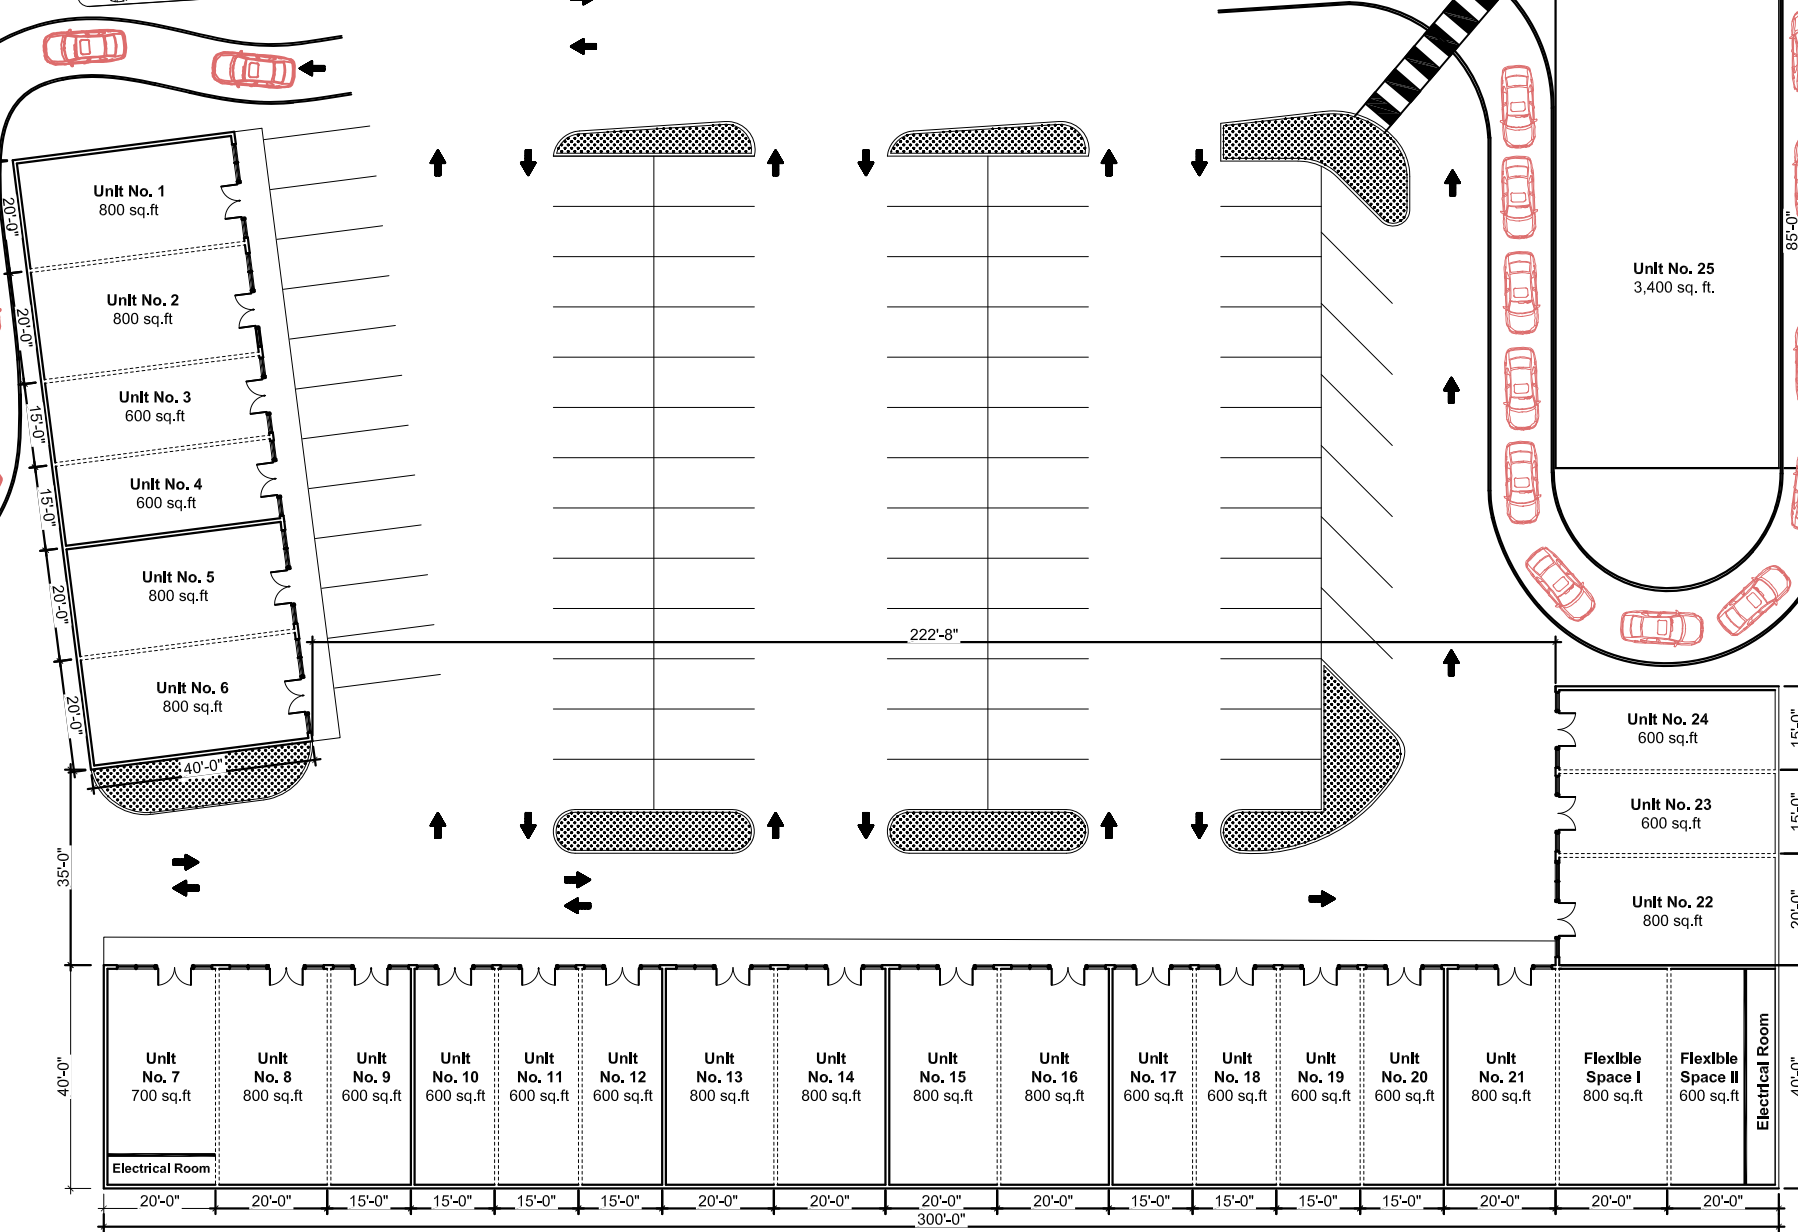 Unit No. 1
800 sq.ft
Unit No. 2
800 sq.ft
Unit No. 3
600 sq.ft
Unit No. 4
600 sq.ft
Unit No. 5
800 sq.ft
Unit No. 6
800 sq.ft
20'-0"
20'-0"
15'-0"
15'-0"
20'-0"
20'-0"
40'-0"
35'-0"
40'-0"
222'-8"
Unit No. 25
3,400 sq. ft.
85'-0"
Unit No. 24
600 sq.ft
Unit No. 23
600 sq.ft
Unit No. 22
800 sq.ft
15'-0"
15'-0"
20'-0"
40'-0"
Unit
No. 7
700 sq.ft
Electrical Room
Unit
No. 8
800 sq.ft
Unit
No. 9
600 sq.ft
Unit
No. 10
600 sq.ft
Unit
No. 11
600 sq.ft
Unit
No. 12
600 sq.ft
Unit
No. 13
800 sq.ft
Unit
No. 14
800 sq.ft
Unit
No. 15
800 sq.ft
Unit
No. 16
800 sq.ft
Unit
No. 17
600 sq.ft
Unit
No. 18
600 sq.ft
Unit
No. 19
600 sq.ft
Unit
No. 20
600 sq.ft
Unit
No. 21
800 sq.ft
Flexible
Space I
800 sq.ft
Flexible
Space II
600 sq.ft
Electrical Room
20'-0"
20'-0"
15'-0"
15'-0"
15'-0"
15'-0"
20'-0"
20'-0"
20'-0"
20'-0"
15'-0"
15'-0"
15'-0"
15'-0"
20'-0"
20'-0"
20'-0"
300'-0"